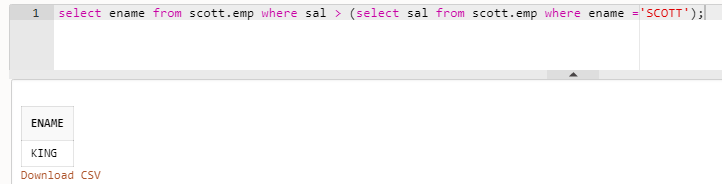 1 select ename from scott.emp where sal > (select sal from scott.emp where ename ='SCOTT');
ENAME
KING
Download CSV